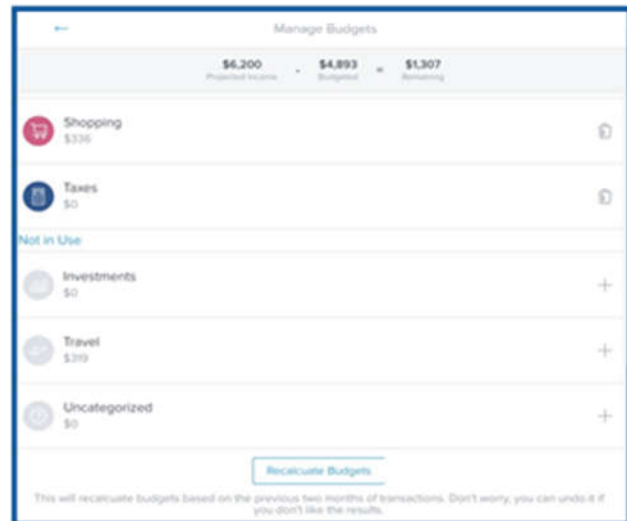 Manage Budgets
$6,200 - $4,893 = $1,307
Projected Income Budgeted Remaining
Shopping
$336
Taxes
$0
Not in Use
Investments
$0
Travel
$319
Uncategorized
$0
Recalcuate Budgets
This will recalcuate budgets based on the previous two months of transactions. Don't worry, you can undo it if
you don't like the results.